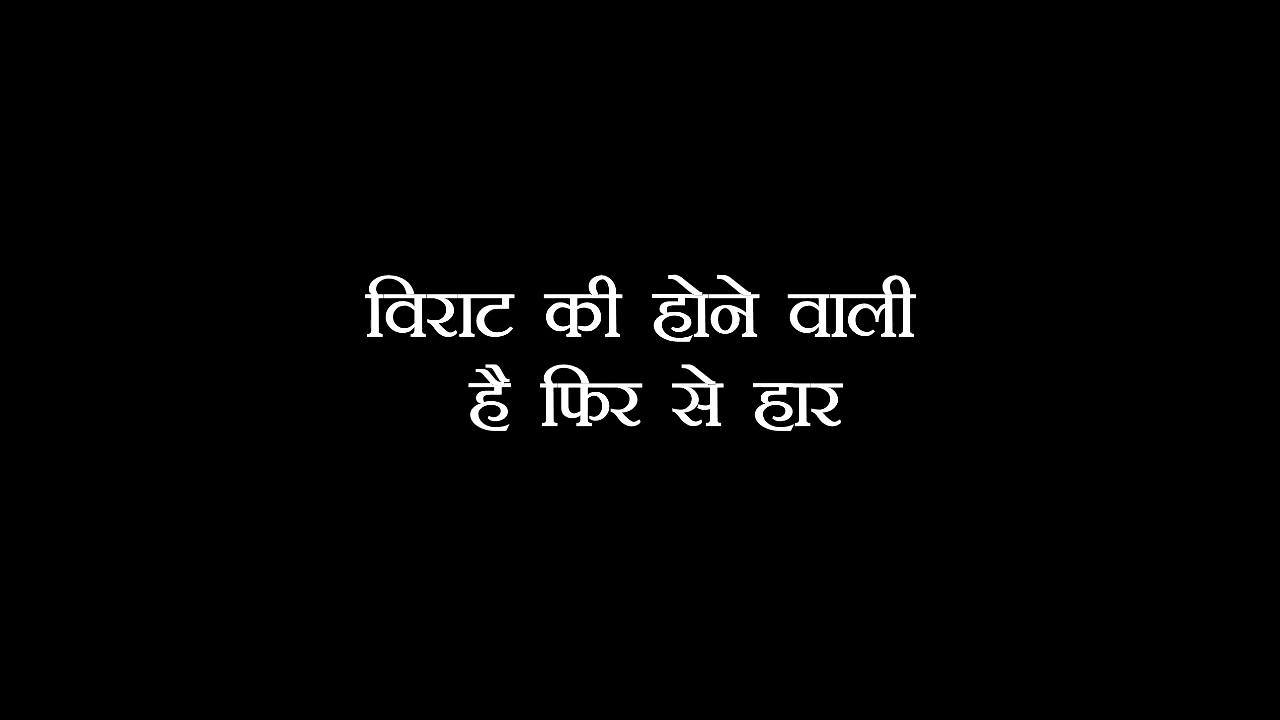 विराट की होने वाली
है फिर से हार